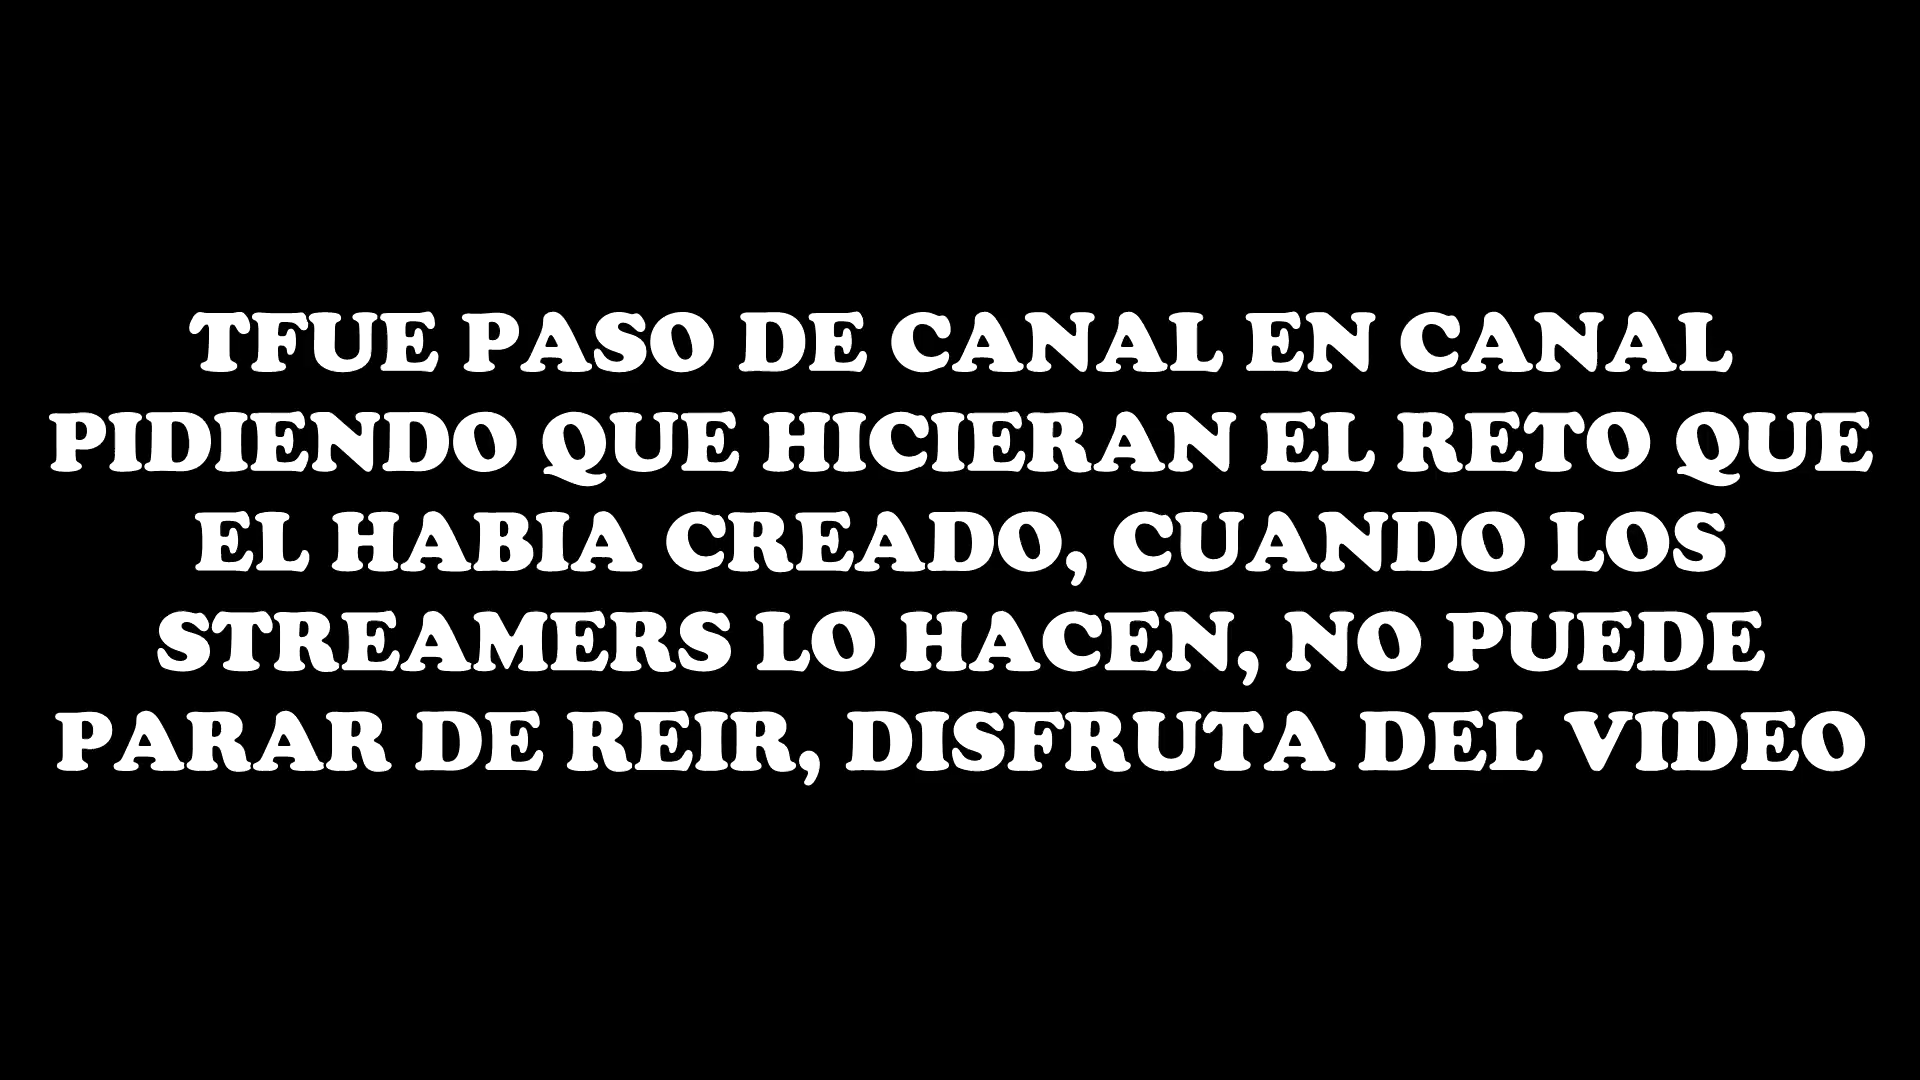 TFUE PASO DE CANAL EN CANAL
PIDIENDO QUE HICIERAN EL RETO QUE
EL HABIA CREADO, CUANDO LOS
STREAMERS LO HACEN, NO PUEDE
PARAR DE REIR, DISFRUTA DEL VIDEO